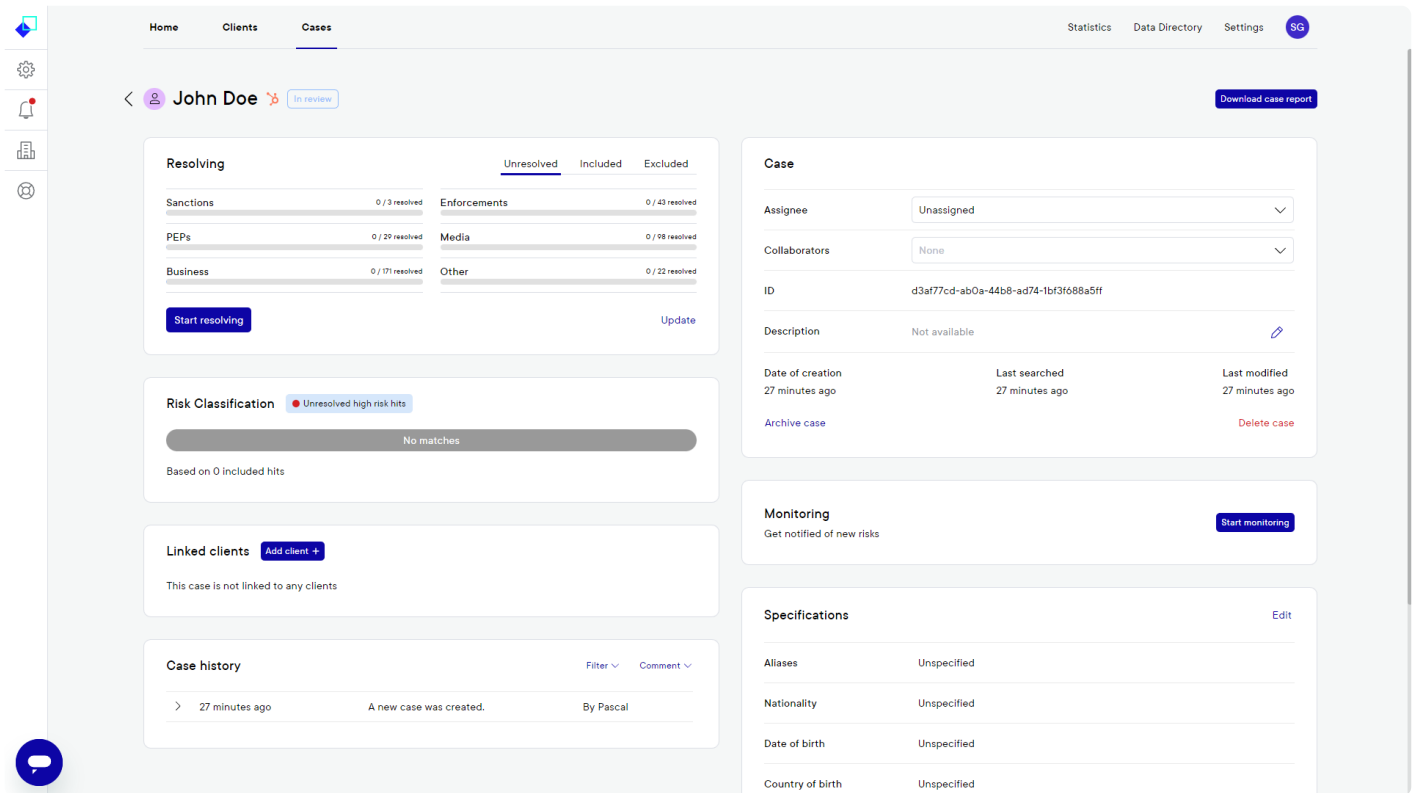 Home Clients Cases Statistics Data Directory Settings SG
John Doe In review Download case report
Resolving Unresolved Included Excluded
Sanctions 0 / 3 resolved Enforcements 0 / 43 resolved
PEPs 0 / 29 resolved Media 0 / 98 resolved
Business 0 / 171 resolved Other 0 / 22 resolved
Start resolving Update
Risk Classification Unresolved high risk hits
No matches
Based on 0 included hits
Linked clients Add client +
This case is not linked to any clients
Case history Filter Comment
27 minutes ago A new case was created. By Pascal
Case
Assignee Unassigned
Collaborators None
ID d3af77cd-ab0a-44b8-ad74-1bf3f688a5ff
Description Not available
Date of creation Last searched Last modified
27 minutes ago 27 minutes ago 27 minutes ago
Archive case Delete case
Monitoring
Get notified of new risks
Start monitoring
Specifications Edit
Aliases Unspecified
Nationality Unspecified
Date of birth Unspecified
Country of birth Unspecified